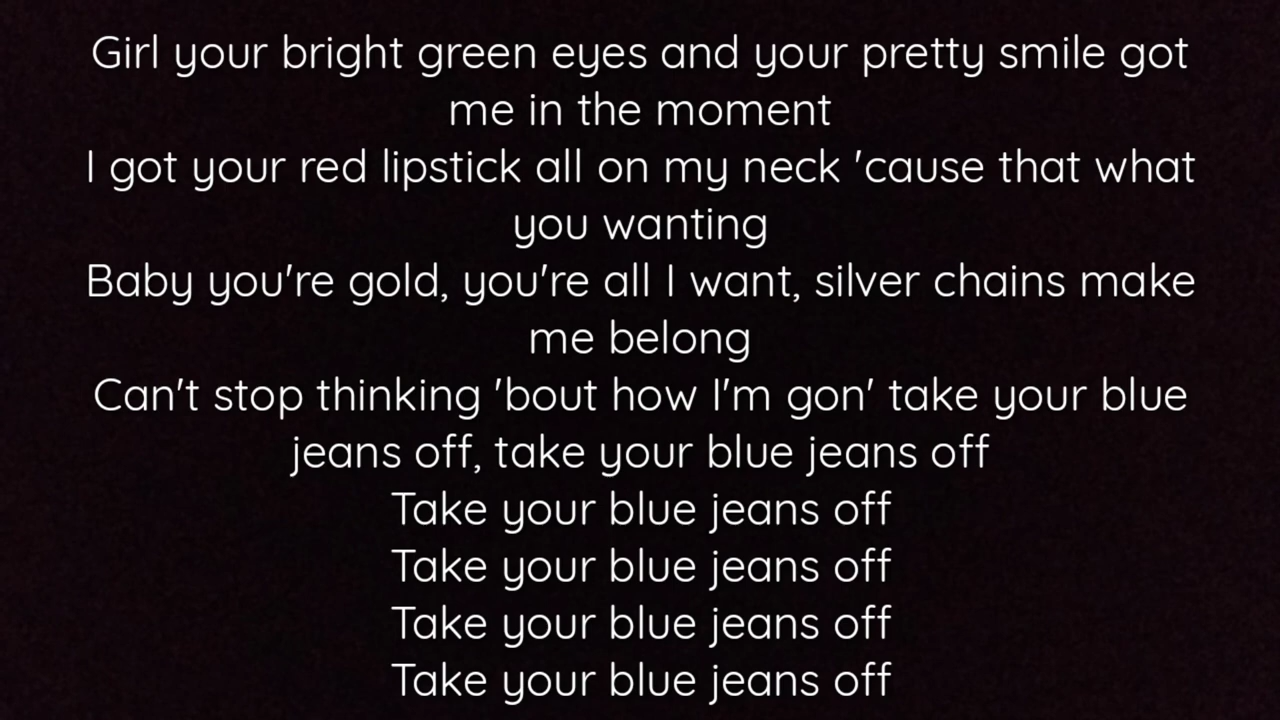 Girl your bright green eyes and your pretty smile got
me in the moment
I got your red lipstick all on my neck 'cause that what
you wanting
Baby you're gold, you're all I want, silver chains make
me belong
Can't stop thinking 'bout how I'm gon' take your blue
jeans off, take your blue jeans off
Take your blue jeans off
Take your blue jeans off
Take your blue jeans off
Take your blue jeans off